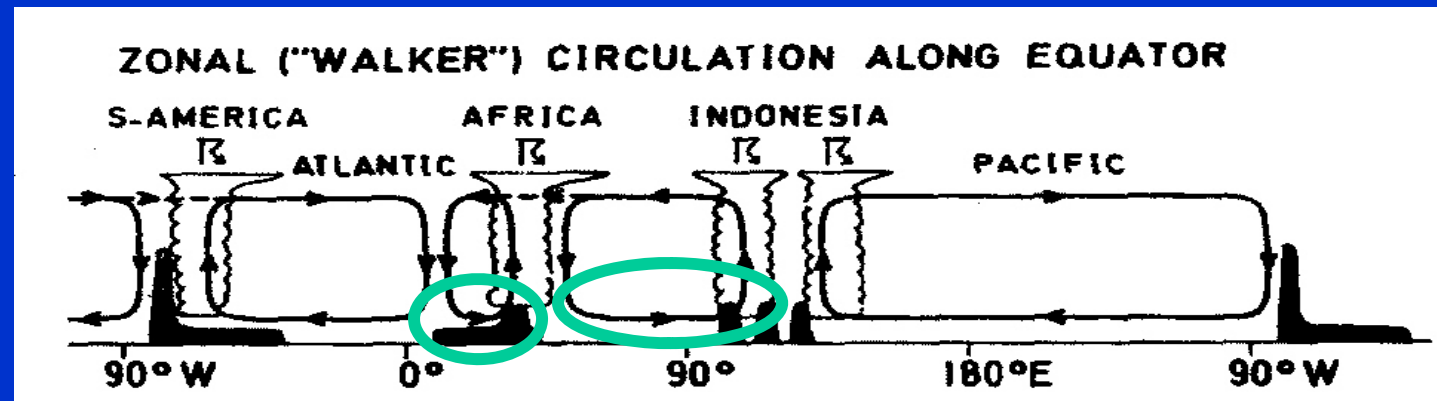 ZONAL ("WALKER") CIRCULATION ALONG EQUATOR
S-AMERICA AFRICA INDONESIA
ATLANTIC PACIFIC
90°W 0° 90° 180°E 90°W